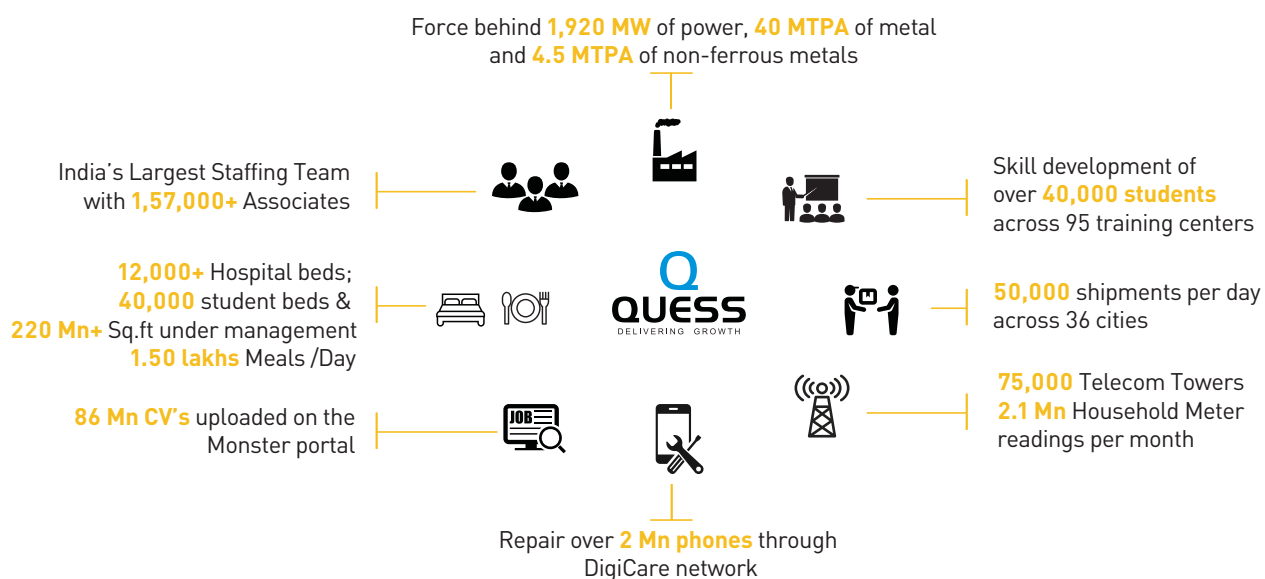 Force behind 1,920 MW of power, 40 MTPA of metal
and 4.5 MTPA of non-ferrous metals
India's Largest Staffing Team
with 1,57,000+ Associates
Skill development of
over 40,000 students
across 95 training centers
12,000+ Hospital beds;
40,000 student beds &
220 Mn+ Sq.ft under management
1.50 lakhs Meals /Day
Q
QUESS
DELIVERING GROWTH
50,000 shipments per day
across 36 cities
86 Mn CV's uploaded on the
Monster portal
JOB
75,000 Telecom Towers
2.1 Mn Household Meter
readings per month
Repair over 2 Mn phones through
DigiCare network